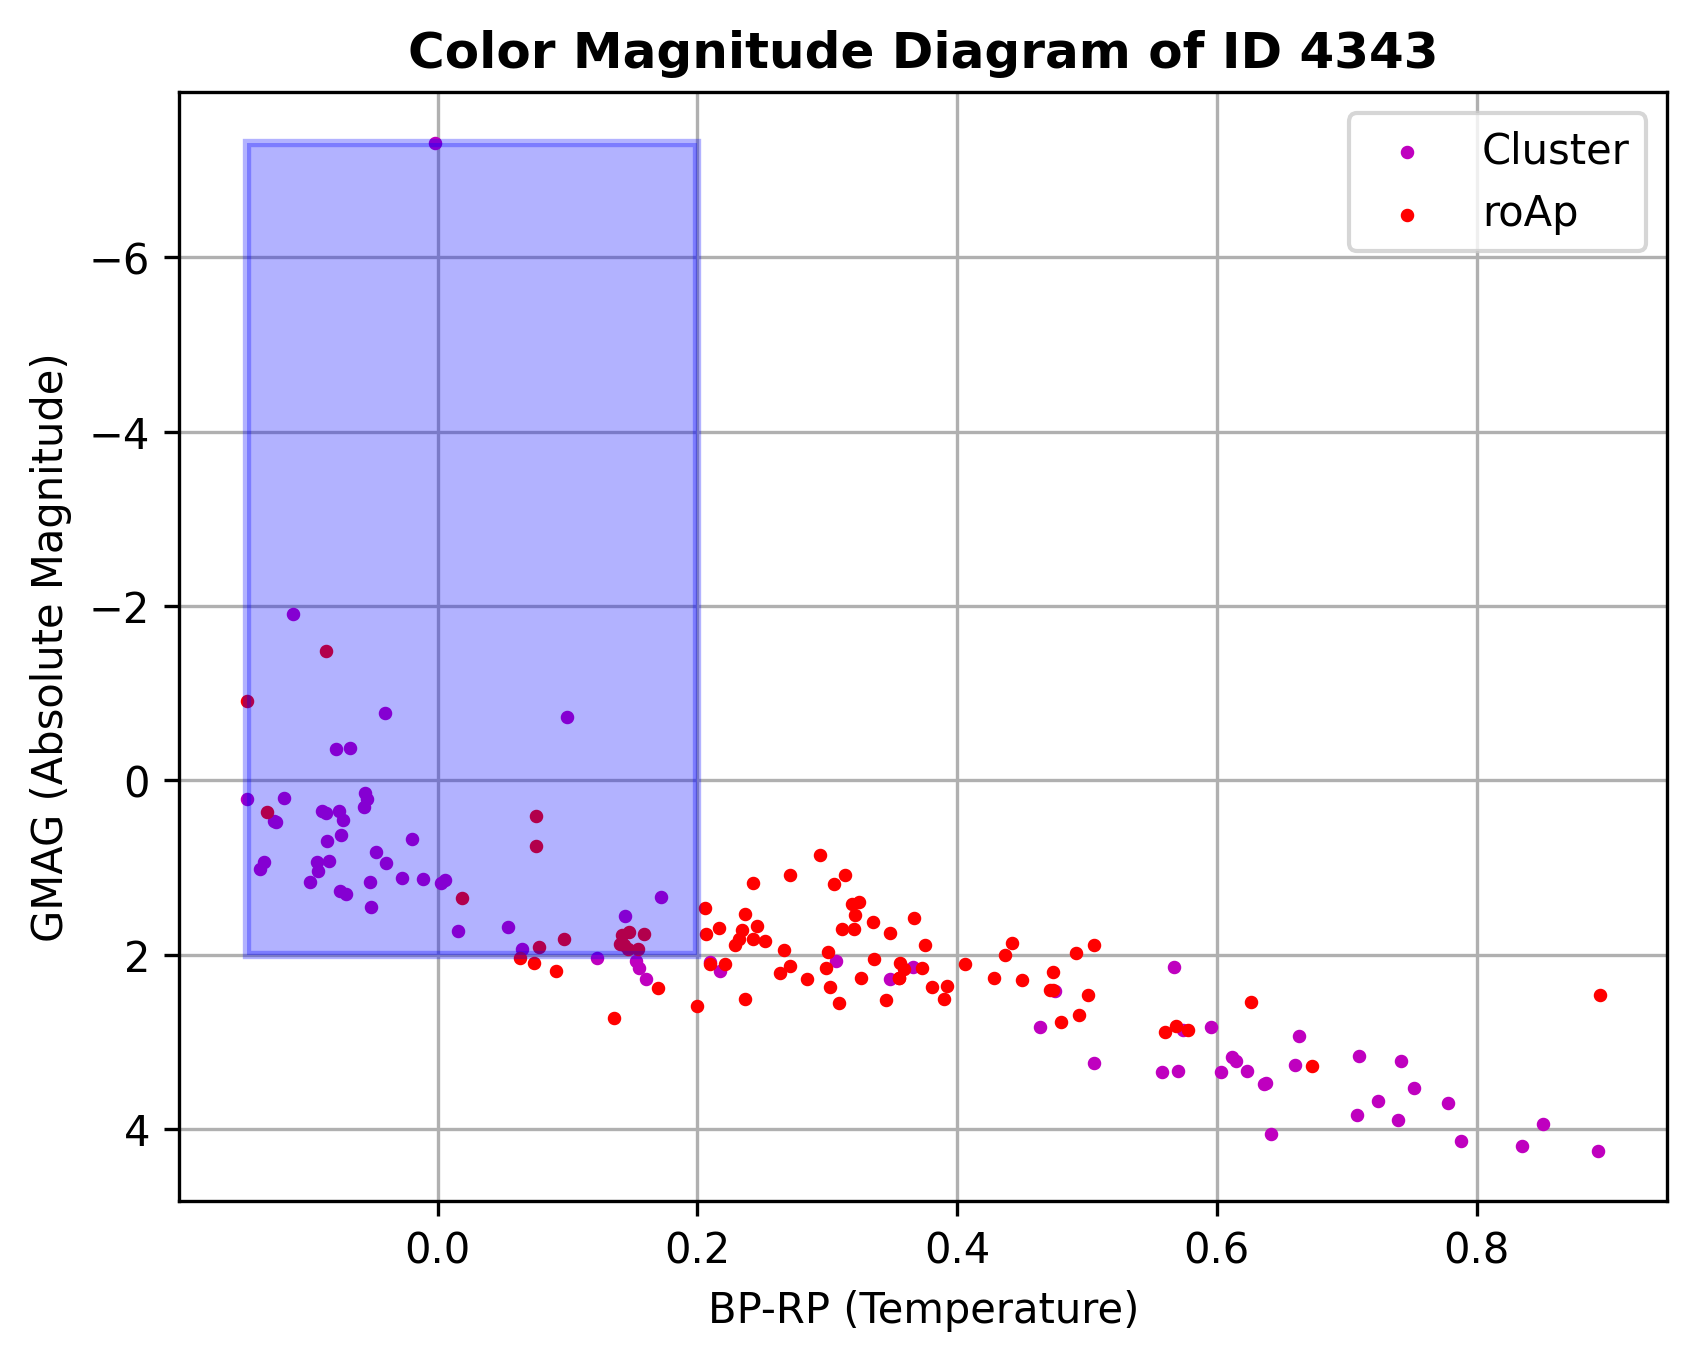 Color Magnitude Diagram of ID 4343
Cluster
roAp
GMAG (Absolute Magnitude)
−6
−4
−2
0
2
4
0.0 0.2 0.4 0.6 0.8
BP-RP (Temperature)